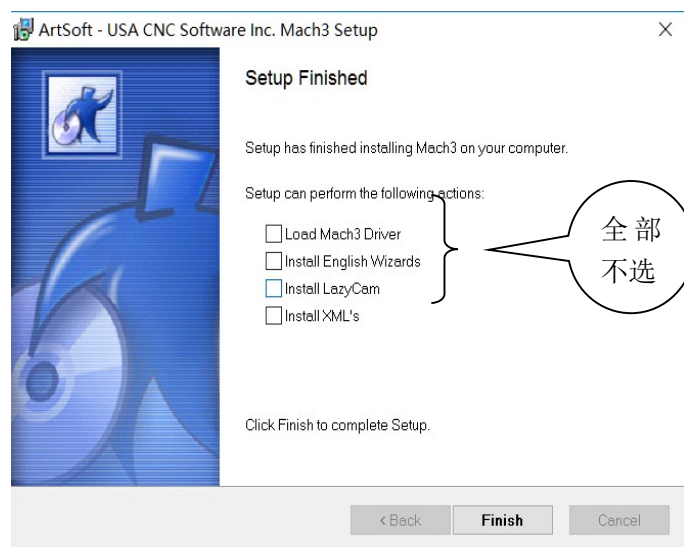 ArtSoft - USA CNC Software Inc. Mach3 Setup
Setup Finished
Setup has finished installing Mach3 on your computer.
Setup can perform the following actions:
Load Mach3 Driver
Install English Wizards
Install LazyCam
Install XML's
全部
不选
Click Finish to complete Setup.
< Back
Finish
Cancel